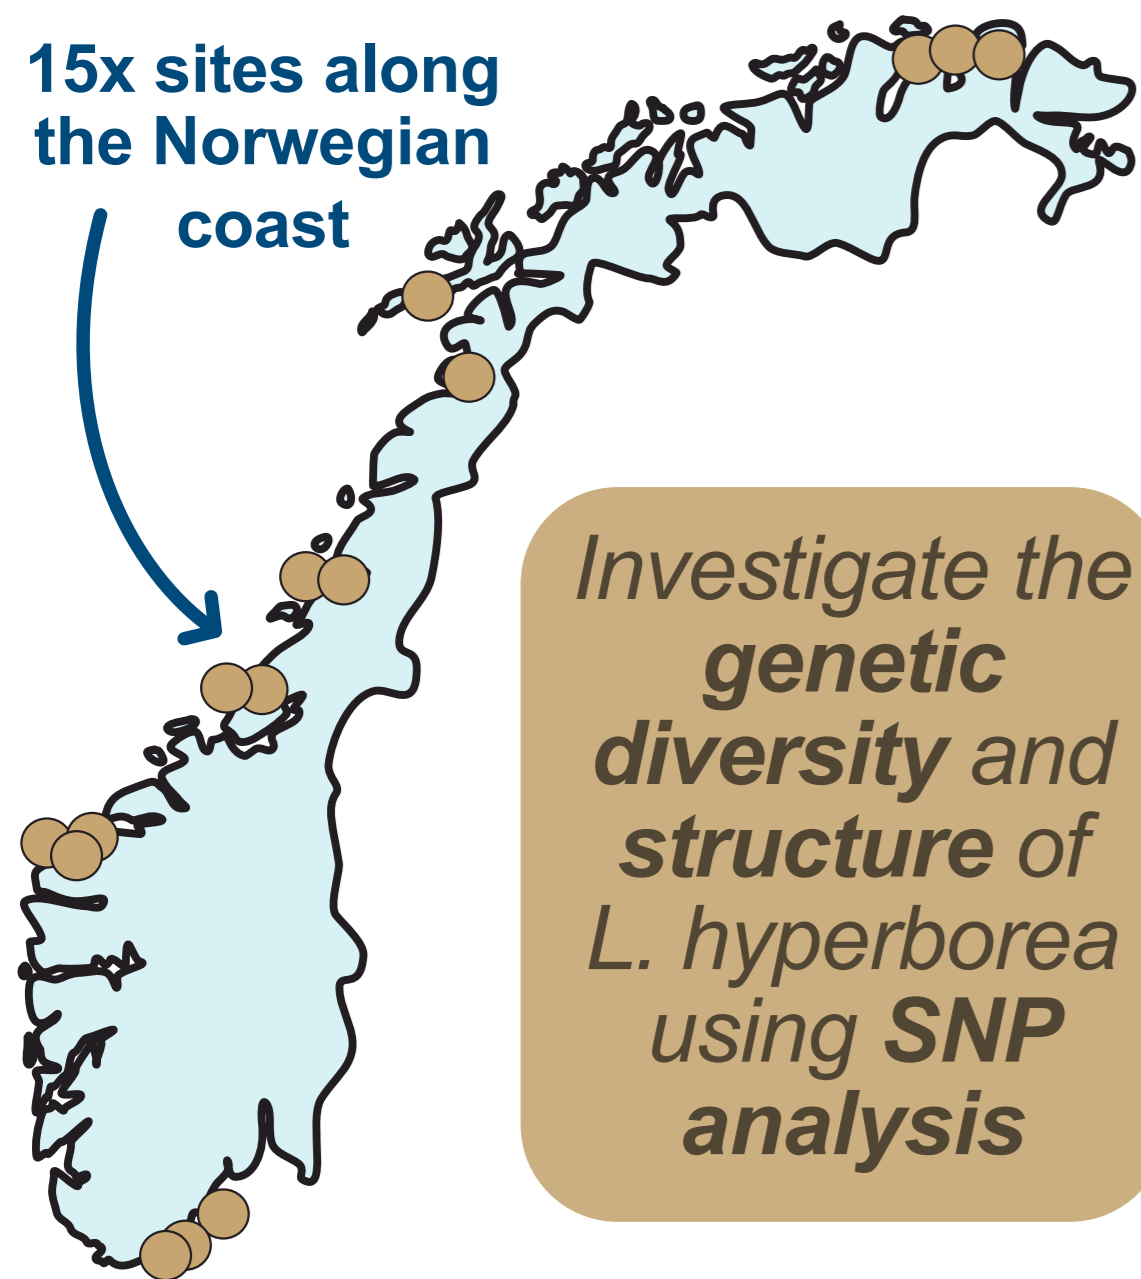 15x sites along
the Norwegian
coast
Investigate the
genetic
diversity and
structure of
L. hyperborea
using SNP
analysis